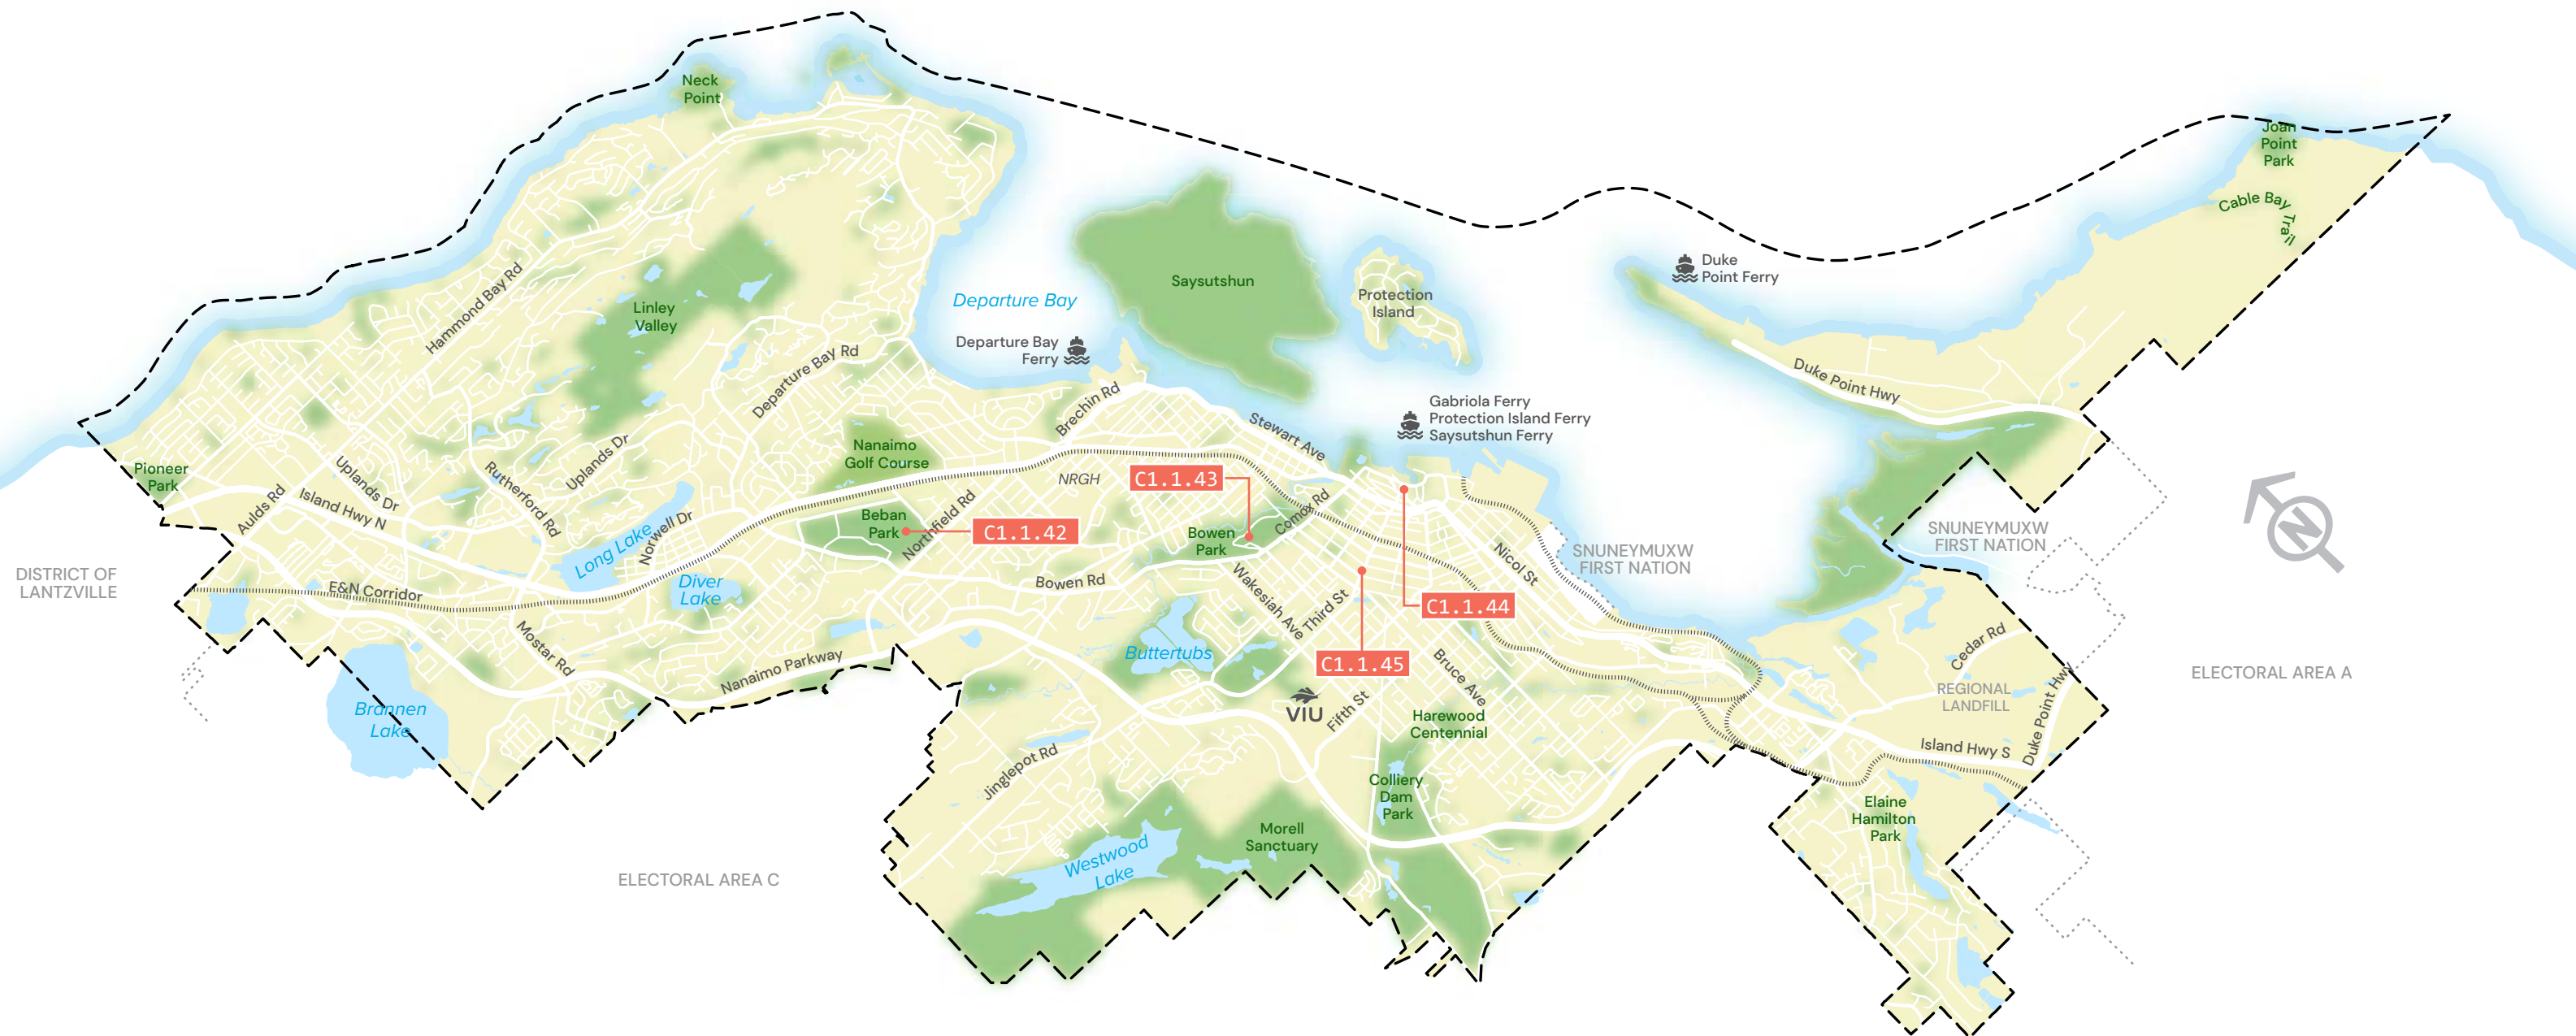 Neck
Point
Joan
Point
Park
Cable Bay Trail
Saysutshun
Duke
Point Ferry
Hammond Bay Rd
Linley
Valley
Departure Bay
Protection
Island
Departure Bay
Ferry
Departure Bay Rd
Duke Point Hwy
Brechin Rd
Stewart Ave
Gabriola Ferry
Protection Island Ferry
Saysutshun Ferry
Nanaimo
Golf Course
Pioneer
Park
Uplands Dr
Rutherford Rd
Uplands Dr
NRGH
C1.1.43
Aulds Rd
Island Hwy N
Long Lake
Norwell Dr
Beban
Park
Northfield Rd
C1.1.42
Bowen
Park
Comox Rd
Nicol St
SNUNEYMUXW
FIRST NATION
SNUNEYMUXW
FIRST NATION
N
DISTRICT OF
LANTZVILLE
E&N Corridor
Diver
Lake
Bowen Rd
Wakesiah Ave
Third St
C1.1.44
Mostar Rd
Nanaimo Parkway
Buttertubs
C1.1.45
Bruce Ave
Cedar Rd
ELECTORAL AREA A
Brannen
Lake
VIU
Fifth St
Harewood
Centennial
REGIONAL
LANDFILL
Duke Point Hwy
Island Hwy S
Jinglepot Rd
Colliery
Dam
Park
Elaine
Hamilton
Park
Westwood
Lake
Morell
Sanctuary
ELECTORAL AREA C